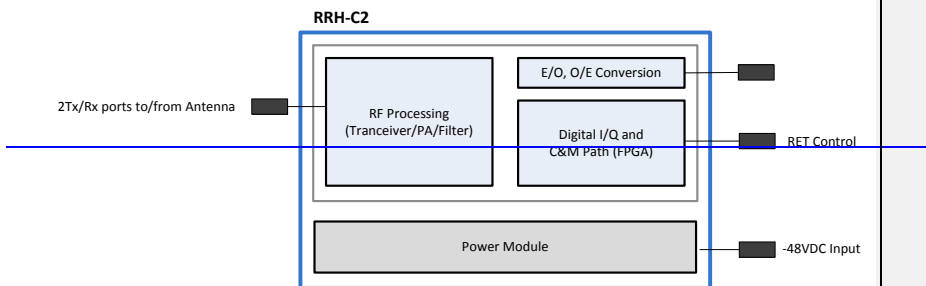 RRH-C2
E/O, O/E Conversion
2Tx/Rx ports to/from Antenna
RF Processing
(Tranceiver/PA/Filter)
Digital I/Q and
C&M Path (FPGA)
RET Control
Power Module
-48VDC Input